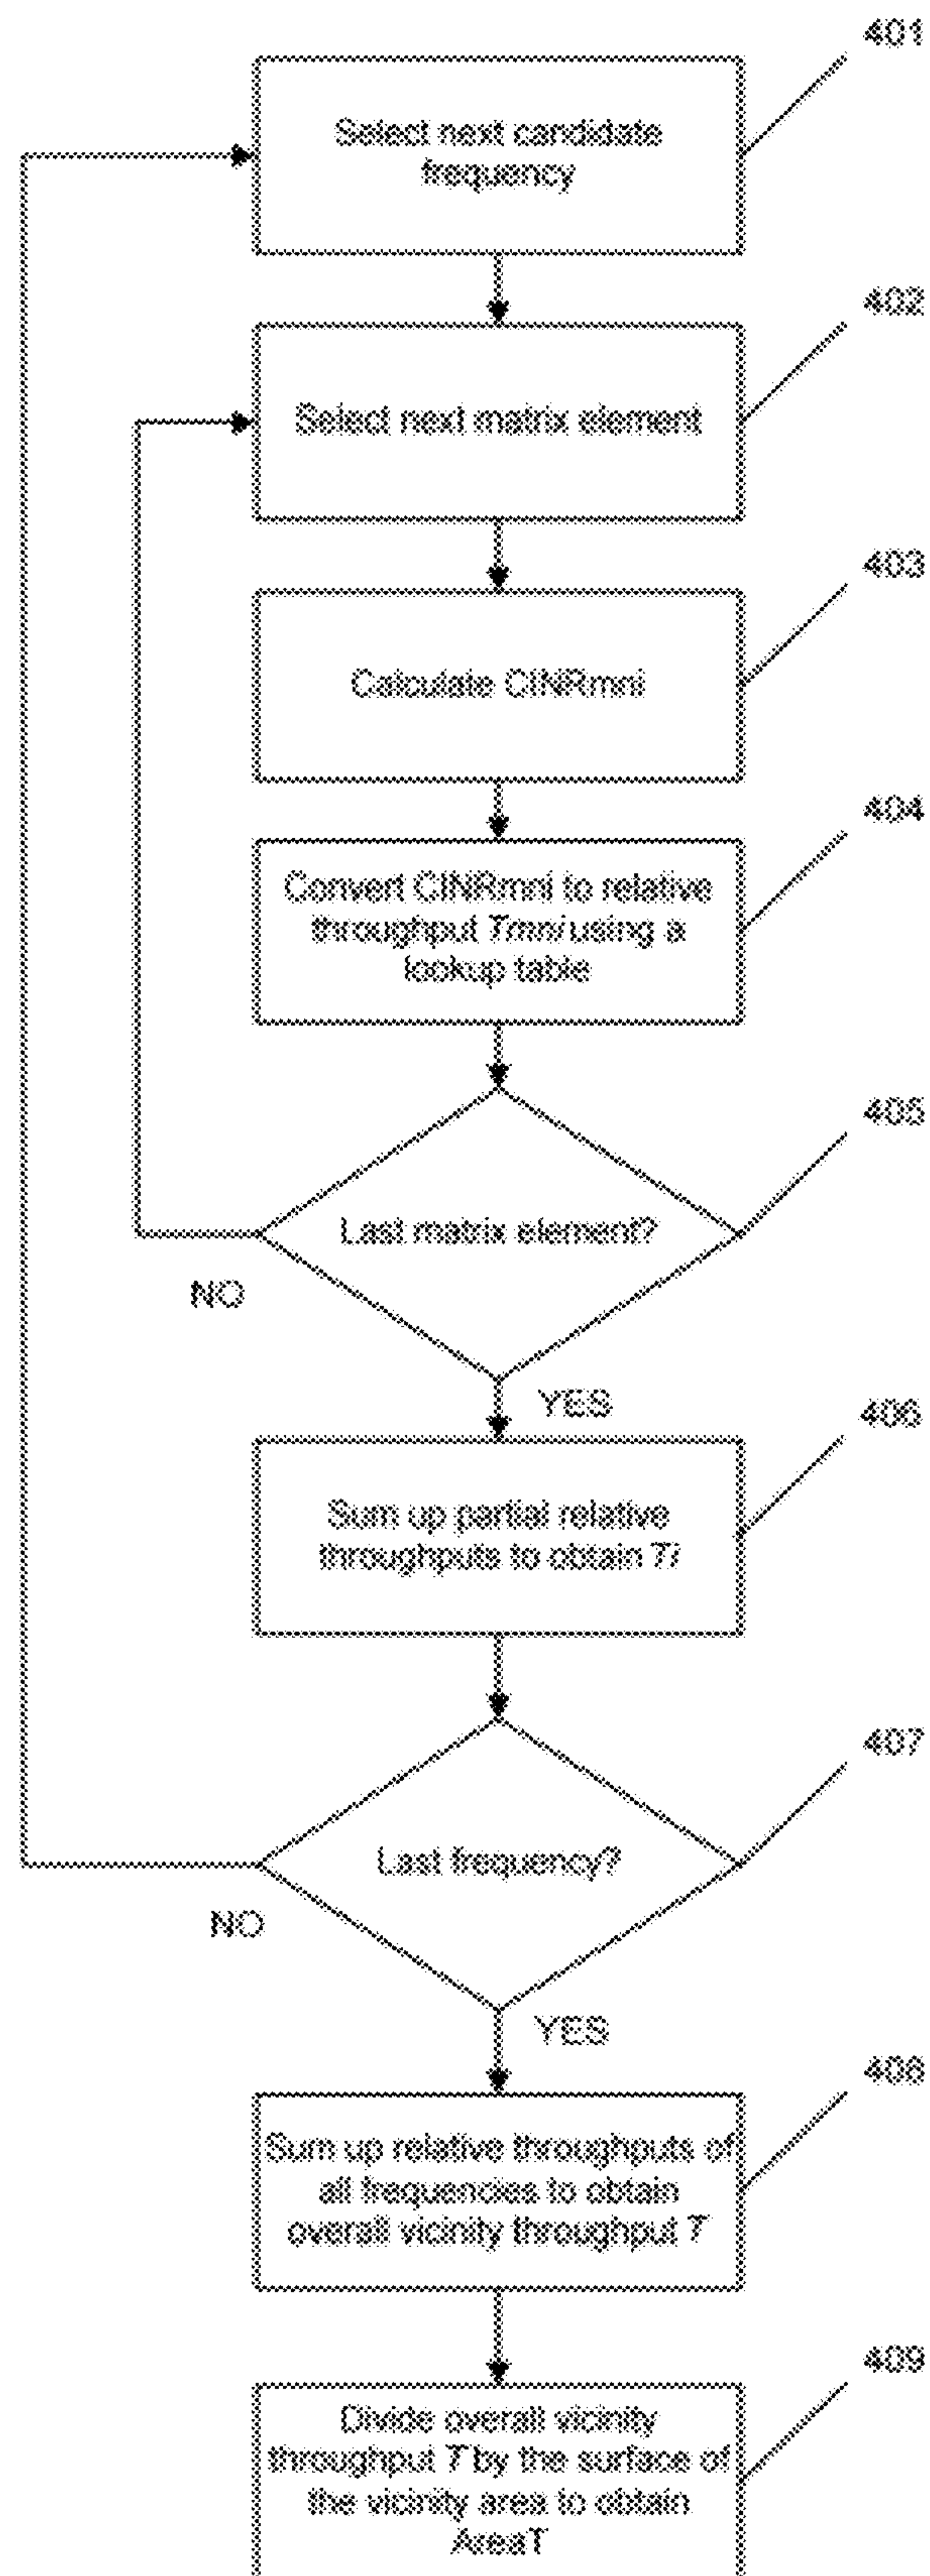 401
Select next candidate
frequency
402
Select next matrix element
403
Calculate CINRmni
404
Convert CINRmni to relative
throughput Tmni using a
lookup table
405
Last matrix element?
NO
YES
406
Sum up partial relative
throughputs to obtain Ti
407
Last frequency?
NO
YES
408
Sum up relative throughputs of
all frequencies to obtain
overall vicinity throughput T
409
Divide overall vicinity
throughput T by the surface of
the vicinity area to obtain
AreaT